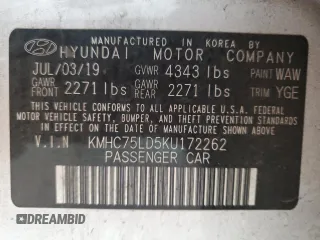 MANUFACTURED IN KOREA BY
HYUNDAI MOTOR COMPANY
JUL/03/19 GVWR 4343 lbs PAINT WAW
GAWR FRONT 2271 lbs GAWR REAR 2271 lbs TRIM YGE
THIS VEHICLE CONFORMS TO ALL APPLICABLE U.S. FEDERAL
MOTOR VEHICLE SAFETY, BUMPER, AND THEFT PREVENTION STANDARDS
IN EFFECT ON THE DATE OF MANUFACTURE SHOWN ABOVE.
V.I.N KMHC75LD5KU172262
PASSENGER CAR
DREAMBID